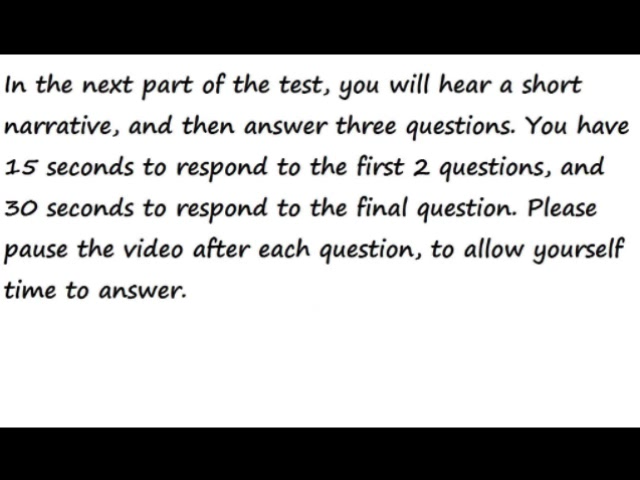 In the next part of the test, you will hear a short
narrative, and then answer three questions. You have
15 seconds to respond to the first 2 questions, and
30 seconds to respond to the final question. Please
pause the video after each question, to allow yourself
time to answer.